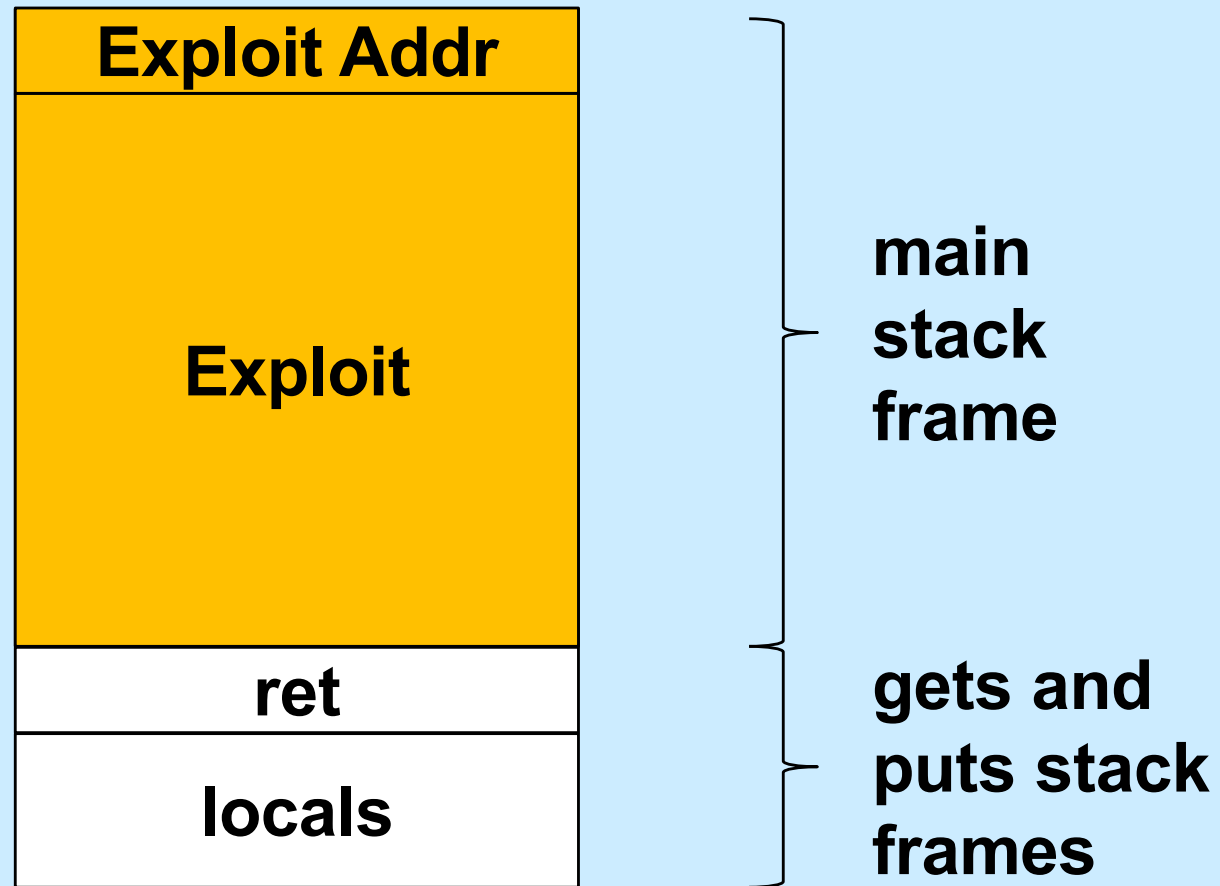 Exploit Addr
Exploit
main
stack
frame
ret
locals
gets and
puts stack
frames